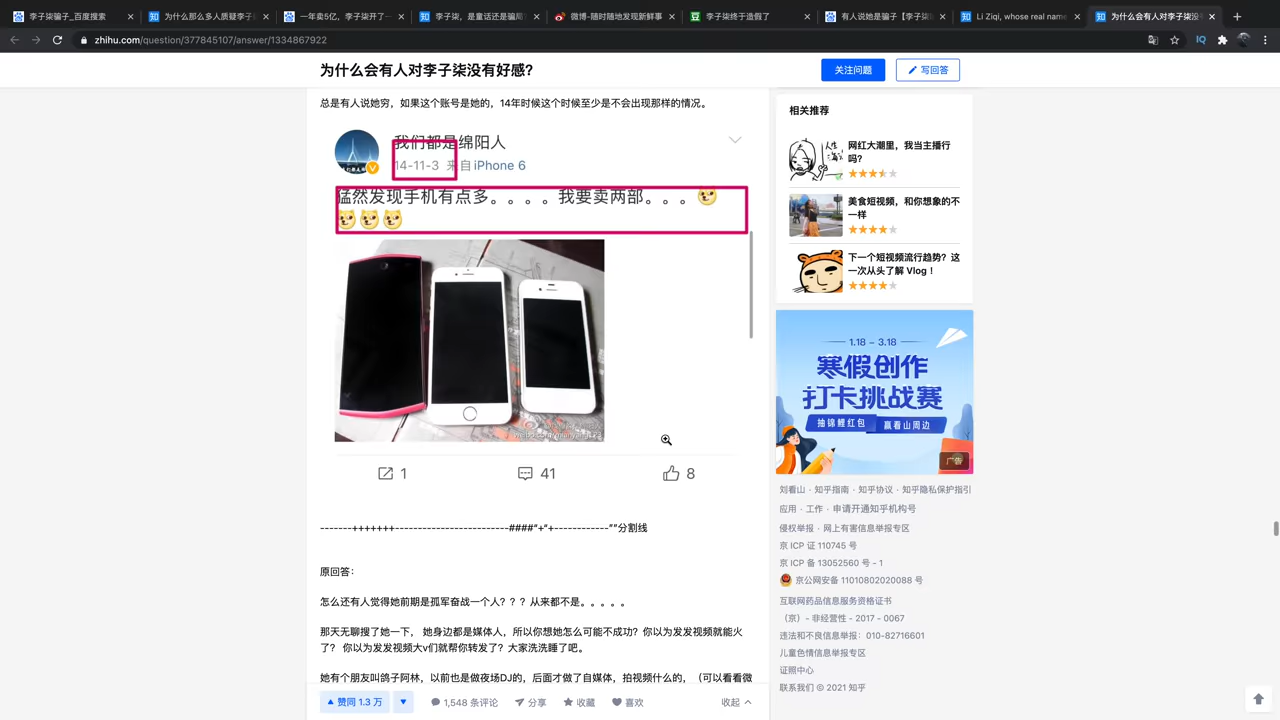 李子柒骗子_百度搜索
为什么那么多人质疑李子
一年卖5亿，李子柒开了一
李子柒，是童话还是骗局
微博-随时随地发现新鲜事
李子柒终于造假了
有人说她是骗子【李子柒
Li Ziqi, whose real name
为什么会有人对李子柒没
zhihu.com/question/377845107/answer/1334867922
为什么会有人对李子柒没有好感？
关注问题
写回答
总是有人说她穷，如果这个账号是她的，14年时候这个时候至少是不会出现那样的情况。
我们都是绵阳人
14-11-3 来自 iPhone 6
猛然发现手机有点多。。。。我要卖两部。。。
1
41
8
-------+++++++-------------------------####“+“+------------“”分割线
原回答：
怎么还有人觉得她前期是孤军奋战一个人？？？从来都不是。。。。。
那天无聊搜了她一下， 她身边都是媒体人，所以你想她怎么可能不成功？你以为发发视频就能火
了？ 你以为发发视频大v们就帮你转发了？大家洗洗睡了吧。
她有个朋友叫鸽子阿林，以前也是做夜场DJ的，后面才做了自媒体，拍视频什么的，（可以看看微
赞同 1.3 万
1,548 条评论
分享
收藏
喜欢
收起
相关推荐
网红大潮里，我当主播行
吗？
美食短视频，和你想象的不
一样
下一个短视频流行趋势？这
一次从头了解 Vlog！
1.18 – 3.18
寒假创作
打卡挑战赛
抽锦鲤红包
赢看山周边
广告
刘看山 · 知乎指南 · 知乎协议 · 知乎隐私保护指引
应用 · 工作 · 申请开通知乎机构号
侵权举报 · 网上有害信息举报专区
京 ICP 证 110745 号
京 ICP 备 13052560 号 - 1
京公网安备 11010802020088 号
互联网药品信息服务资格证书
（京）- 非经营性 - 2017 - 0067
违法和不良信息举报：010-82716601
儿童色情信息举报专区
证照中心
联系我们 © 2021 知乎